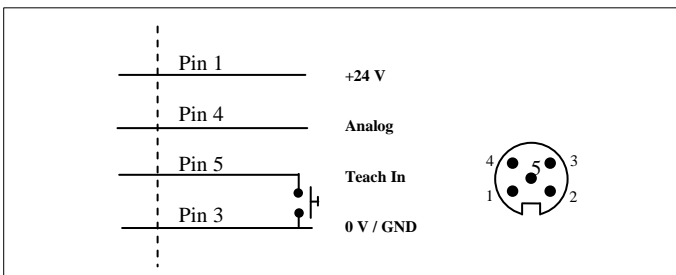 Pin 1
+24 V
Pin 4
Analog
Pin 5
Teach In
Pin 3
0 V / GND
4 5 3
1 2